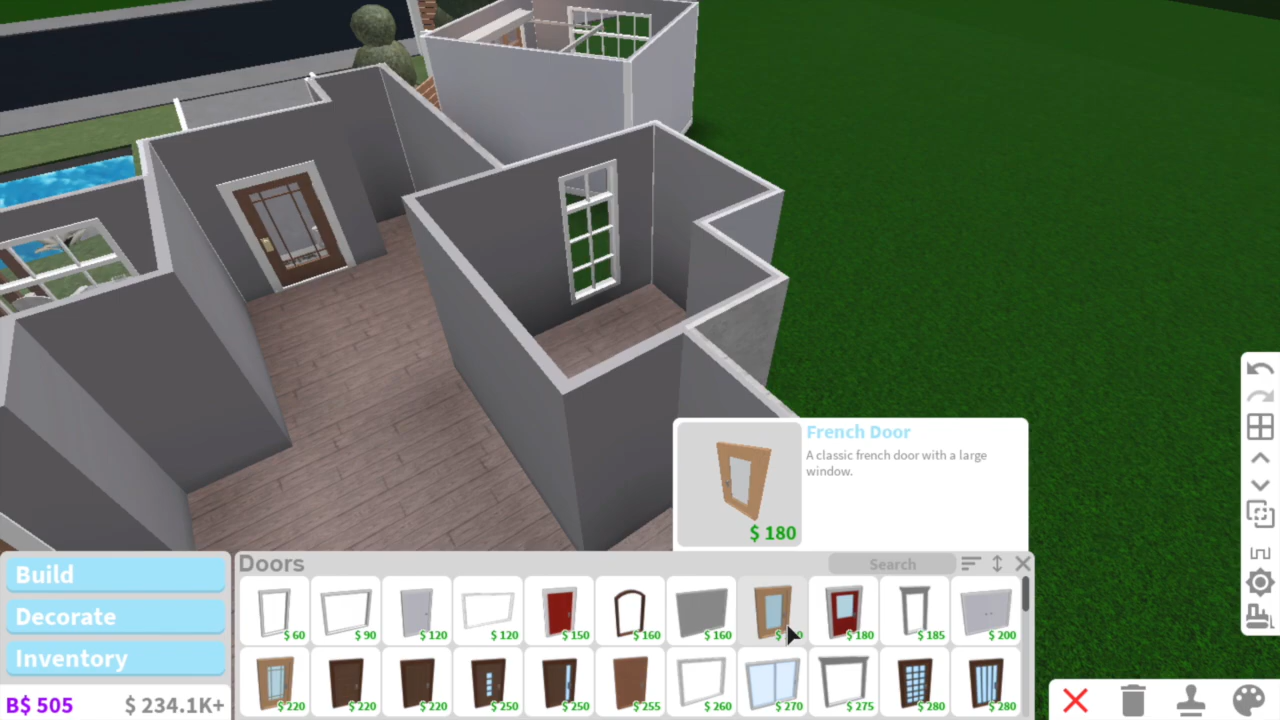 French Door
A classic french door with a large
window.
$ 180
Build
Decorate
Inventory
B$ 505
$ 234.1K+
Doors
Search
$ 60
$ 90
$ 120
$ 120
$ 150
$ 160
$ 160
$ 180
$ 185
$ 200
$ 220
$ 220
$ 220
$ 250
$ 250
$ 255
$ 260
$ 270
$ 275
$ 280
$ 280